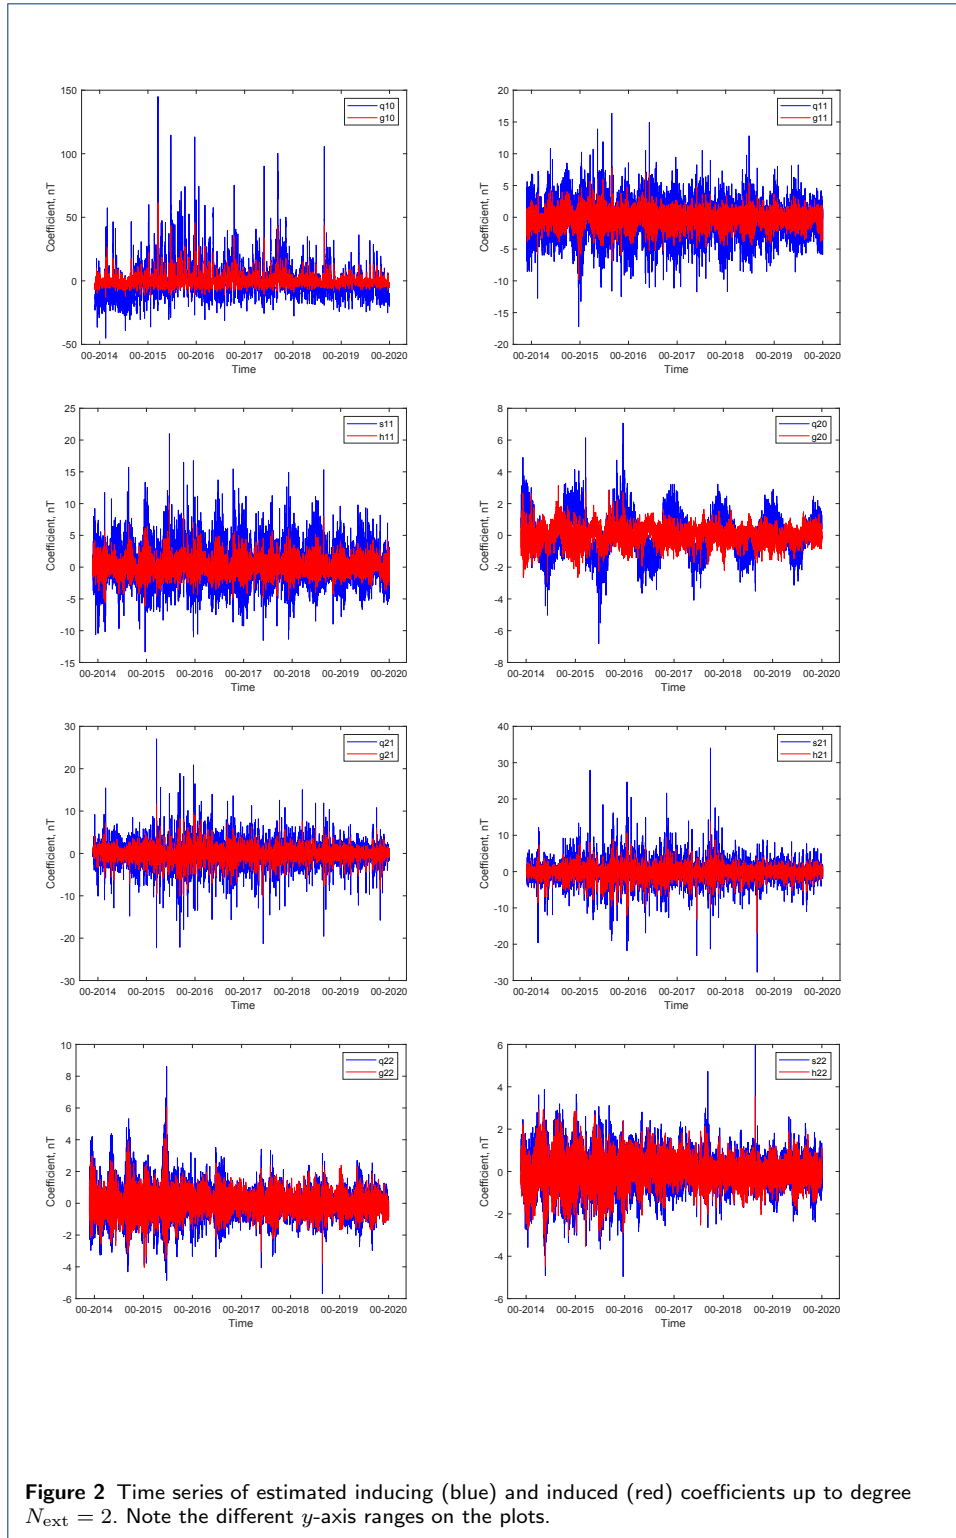 150
100
50
0
-50
Coefficient, nT
q10
g10
00-2014 00-2015 00-2016 00-2017 00-2018 00-2019 00-2020
Time
20
15
10
5
0
-5
-10
-15
-20
Coefficient, nT
q11
g11
00-2014 00-2015 00-2016 00-2017 00-2018 00-2019 00-2020
Time
25
20
15
10
5
0
-5
-10
-15
Coefficient, nT
s11
h11
00-2014 00-2015 00-2016 00-2017 00-2018 00-2019 00-2020
Time
8
6
4
2
0
-2
-4
-6
-8
Coefficient, nT
q20
g20
00-2014 00-2015 00-2016 00-2017 00-2018 00-2019 00-2020
Time
30
20
10
0
-10
-20
-30
Coefficient, nT
q21
g21
00-2014 00-2015 00-2016 00-2017 00-2018 00-2019 00-2020
Time
40
30
20
10
0
-10
-20
-30
Coefficient, nT
s21
h21
00-2014 00-2015 00-2016 00-2017 00-2018 00-2019 00-2020
Time
10
8
6
4
2
0
-2
-4
-6
Coefficient, nT
q22
g22
00-2014 00-2015 00-2016 00-2017 00-2018 00-2019 00-2020
Time
6
4
2
0
-2
-4
-6
Coefficient, nT
s22
h22
00-2014 00-2015 00-2016 00-2017 00-2018 00-2019 00-2020
Time
Figure 2 Time series of estimated inducing (blue) and induced (red) coefficients up to degree
N_ext = 2. Note the different y-axis ranges on the plots.